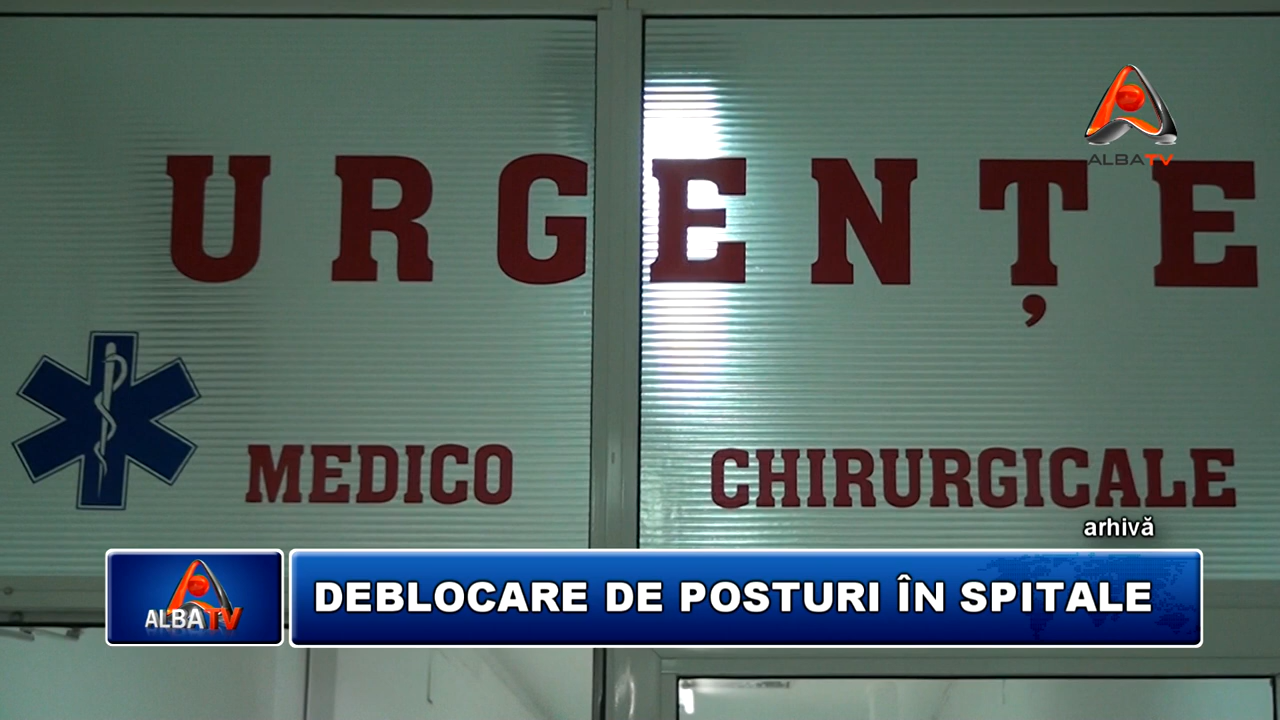 ALBATV
URGENȚE
MEDICO CHIRURGICALE
arhivă
ALBATV
DEBLOCARE DE POSTURI ÎN SPITALE